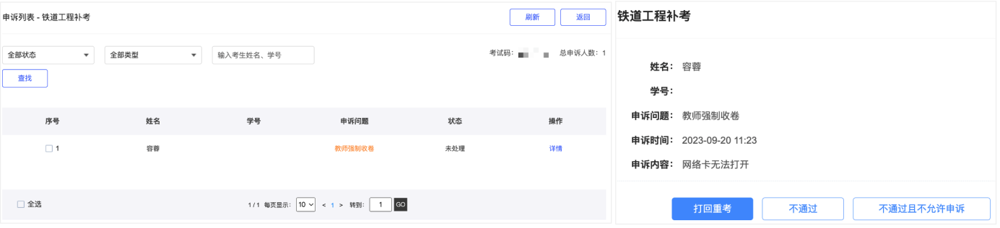 申诉列表 - 铁道工程补考
刷新 返回
全部状态 全部类型 输入考生姓名、学号 考试码: 总申诉人数: 1
查找
序号 姓名 学号 申诉问题 状态 操作
1 容蓉 教师强制收卷 未处理 详情
全选 1 / 1 每页显示: 10 < 1 > 转到: 1 GO
铁道工程补考
姓名: 容蓉
学号:
申诉问题: 教师强制收卷
申诉时间: 2023-09-20 11:23
申诉内容: 网络卡无法打开
打回重考 不通过 不通过且不允许申诉